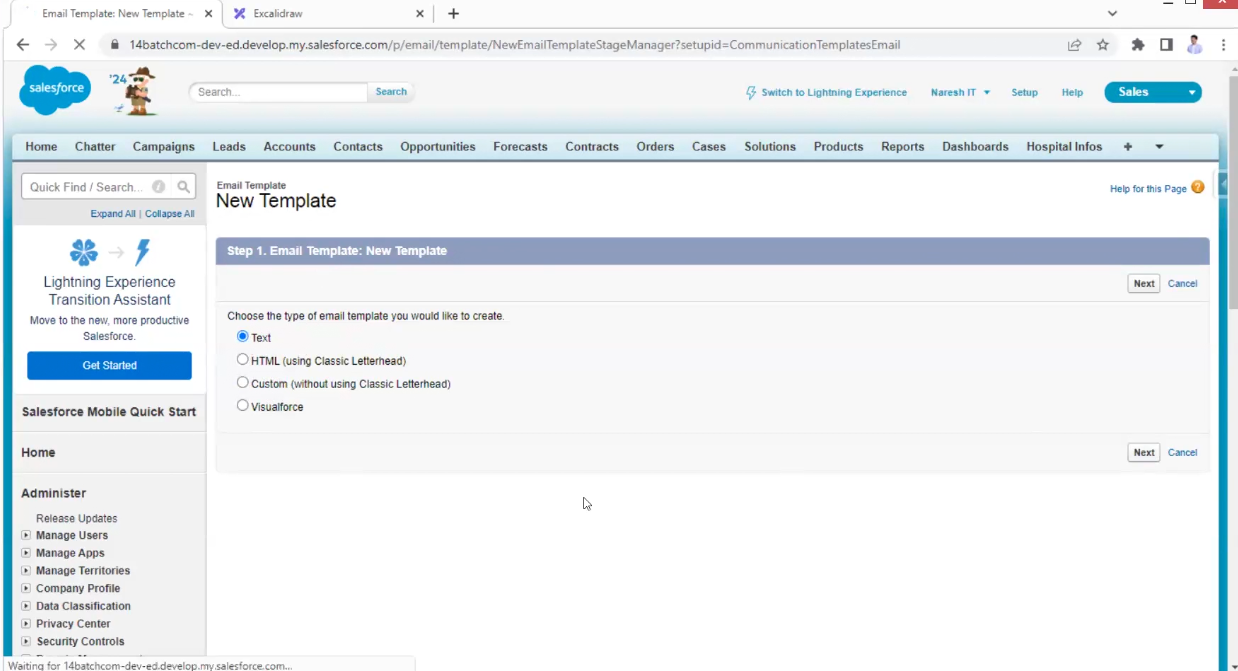 Email Template: New Template ~
Excalidraw
14batchcom-dev-ed.develop.my.salesforce.com/p/email/template/NewEmailTemplateStageManager?setupid=CommunicationTemplatesEmail
salesforce
'24
Search...
Search
Switch to Lightning Experience
Naresh IT
Setup
Help
Sales
Home Chatter Campaigns Leads Accounts Contacts Opportunities Forecasts Contracts Orders Cases Solutions Products Reports Dashboards Hospital Infos +
Quick Find / Search...
Expand All | Collapse All
Lightning Experience
Transition Assistant
Move to the new, more productive
Salesforce.
Get Started
Salesforce Mobile Quick Start
Home
Administer
Release Updates
Manage Users
Manage Apps
Manage Territories
Company Profile
Data Classification
Privacy Center
Security Controls
Email Template
New Template
Help for this Page ?
Step 1. Email Template: New Template
Next Cancel
Choose the type of email template you would like to create.
Text
HTML (using Classic Letterhead)
Custom (without using Classic Letterhead)
Visualforce
Next Cancel
Waiting for 14batchcom-dev-ed.develop.my.salesforce.com...